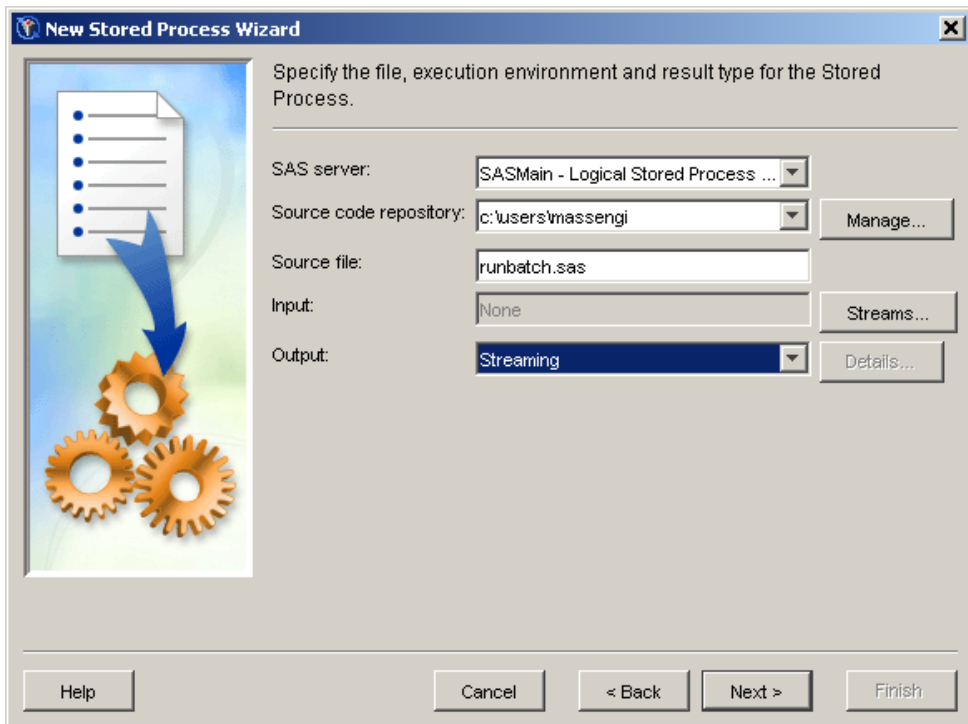 New Stored Process Wizard
Specify the file, execution environment and result type for the Stored
Process.
SAS server:
SASMain - Logical Stored Process ...
Source code repository:
c:\users\massengi
Manage...
Source file:
runbatch.sas
Input:
None
Streams...
Output:
Streaming
Details...
Help
Cancel
< Back
Next >
Finish